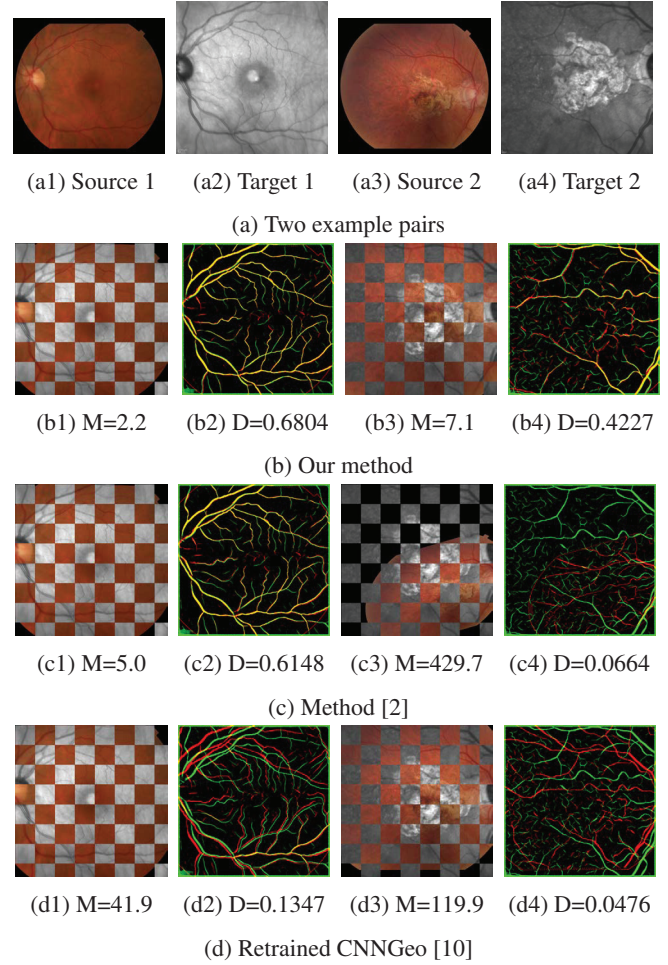 (a1) Source 1 (a2) Target 1 (a3) Source 2 (a4) Target 2
(a) Two example pairs
(b1) M=2.2 (b2) D=0.6804 (b3) M=7.1 (b4) D=0.4227
(b) Our method
(c1) M=5.0 (c2) D=0.6148 (c3) M=429.7 (c4) D=0.0664
(c) Method [2]
(d1) M=41.9 (d2) D=0.1347 (d3) M=119.9 (d4) D=0.0476
(d) Retrained CNNGeo [10]